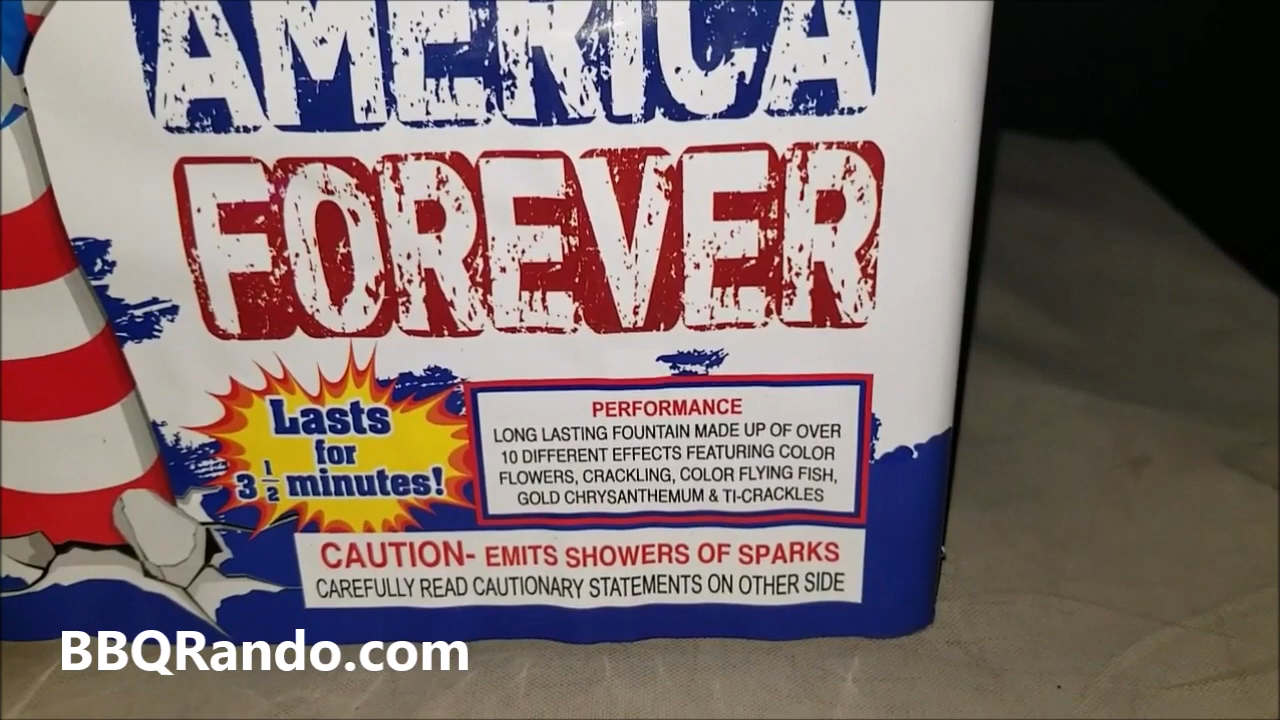 AMERICA
FOREVER
Lasts
for
3 1/2 minutes!
PERFORMANCE
LONG LASTING FOUNTAIN MADE UP OF OVER
10 DIFFERENT EFFECTS FEATURING COLOR
FLOWERS, CRACKLING, COLOR FLYING FISH,
GOLD CHRYSANTHEMUM & TI-CRACKLES
CAUTION- EMITS SHOWERS OF SPARKS
CAREFULLY READ CAUTIONARY STATEMENTS ON OTHER SIDE
BBQRando.com